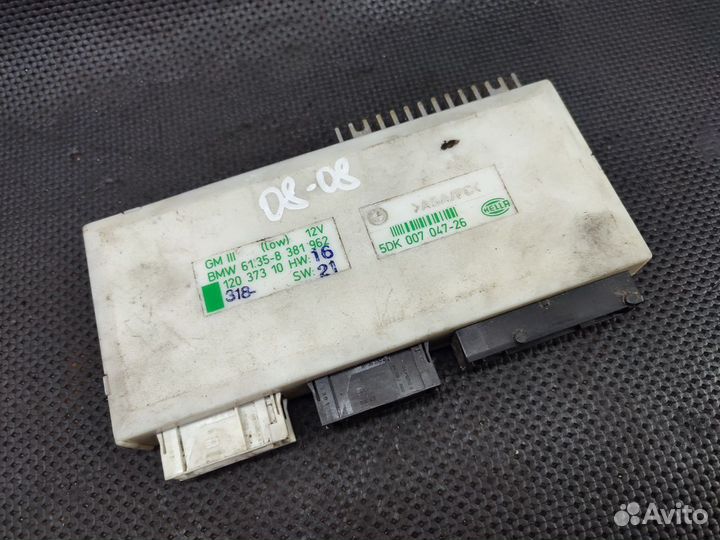 08-08
GM III (low) 12V
BMW 61.35-8 381 962
120 373 10 HW: 16
318- SW: 21
5DK 007 047-26
HELLA
Avito